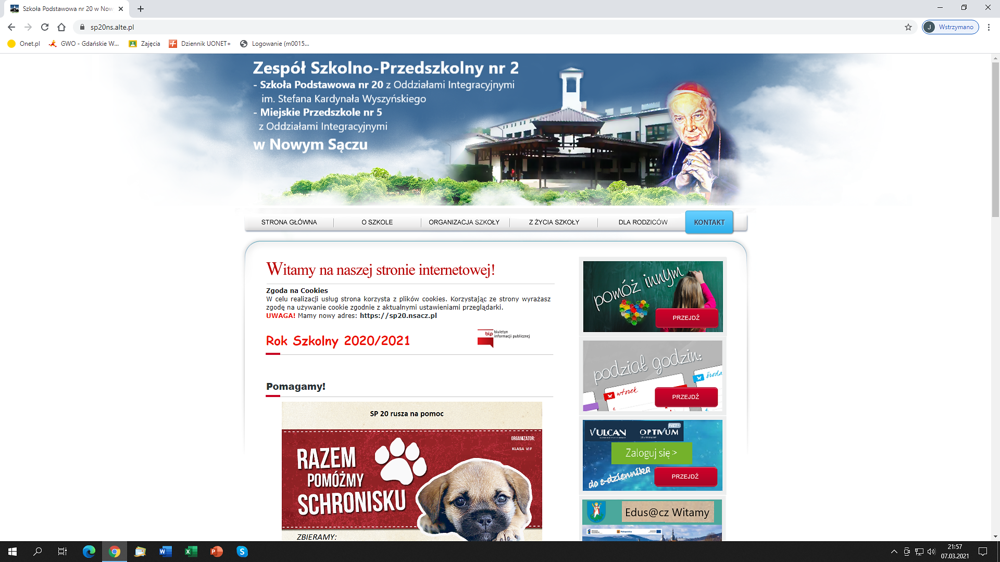 Szkoła Podstawowa nr 20 w Now
sp20ns.alte.pl
J
Wstrzymano
Onet.pl
GWO - Gdańskie W...
Zajęcia
Dziennik UONET+
Logowanie (m0015...
Zespół Szkolno-Przedszkolny nr 2
- Szkoła Podstawowa nr 20 z Oddziałami Integracyjnymi
im. Stefana Kardynała Wyszyńskiego
- Miejskie Przedszkole nr 5
z Oddziałami Integracyjnymi
w Nowym Sączu
STRONA GŁÓWNA
O SZKOLE
ORGANIZACJA SZKOŁY
Z ŻYCIA SZKOŁY
DLA RODZICÓW
KONTAKT
Witamy na naszej stronie internetowej!
Zgoda na Cookies
W celu realizacji usług strona korzysta z plików cookies. Korzystając ze strony wyrażasz
zgodę na używanie cookie zgodnie z aktualnymi ustawieniami przeglądarki.
UWAGA! Mamy nowy adres: https://sp20.nsacz.pl
Rok Szkolny 2020/2021
bip
biuletyn
informacji publicznej
Pomagamy!
SP 20 rusza na pomoc
ORGANIZATOR:
KLASA VIF
RAZEM
POMÓŻMY
SCHRONISKU
ZBIERAMY:
pomóż innym
PRZEJDŹ
podział godzin:
środa
wtorek
PRZEJDŹ
VULCAN
OPTIVUM
NET!
Zaloguj się >
do e-dziennika
PRZEJDŹ
Edus@cz Witamy
Małopolska
21:57
07.03.2021